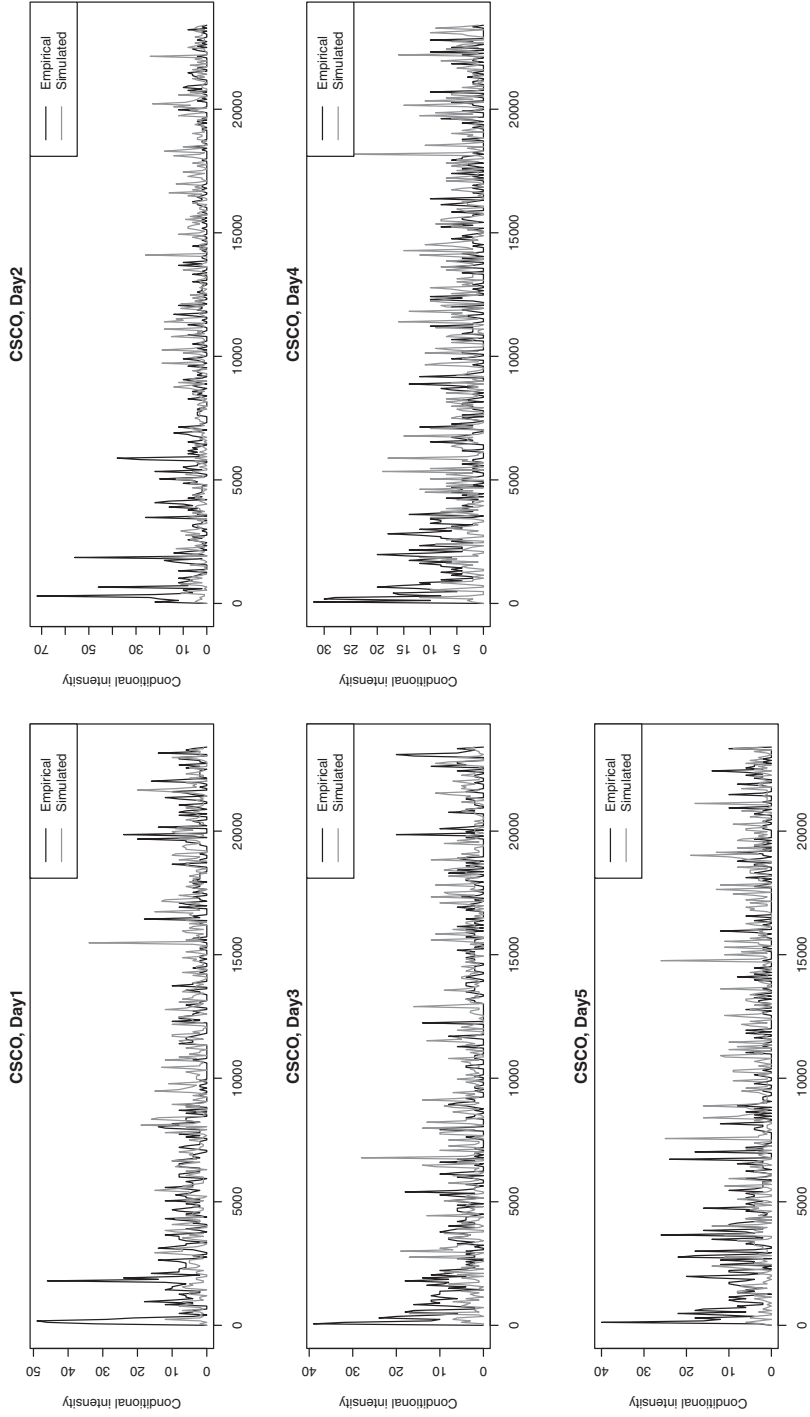 CSCO, Day1
Empirical
Simulated
Conditional intensity
50
40
30
20
10
0
0 5000 10000 15000 20000
CSCO, Day2
Empirical
Simulated
Conditional intensity
70
50
30
10
0
0 5000 10000 15000 20000
CSCO, Day3
Empirical
Simulated
Conditional intensity
40
30
20
10
0
0 5000 10000 15000 20000
CSCO, Day4
Empirical
Simulated
Conditional intensity
30
25
20
15
10
5
0
0 5000 10000 15000 20000
CSCO, Day5
Empirical
Simulated
Conditional intensity
40
30
20
10
0
0 5000 10000 15000 20000